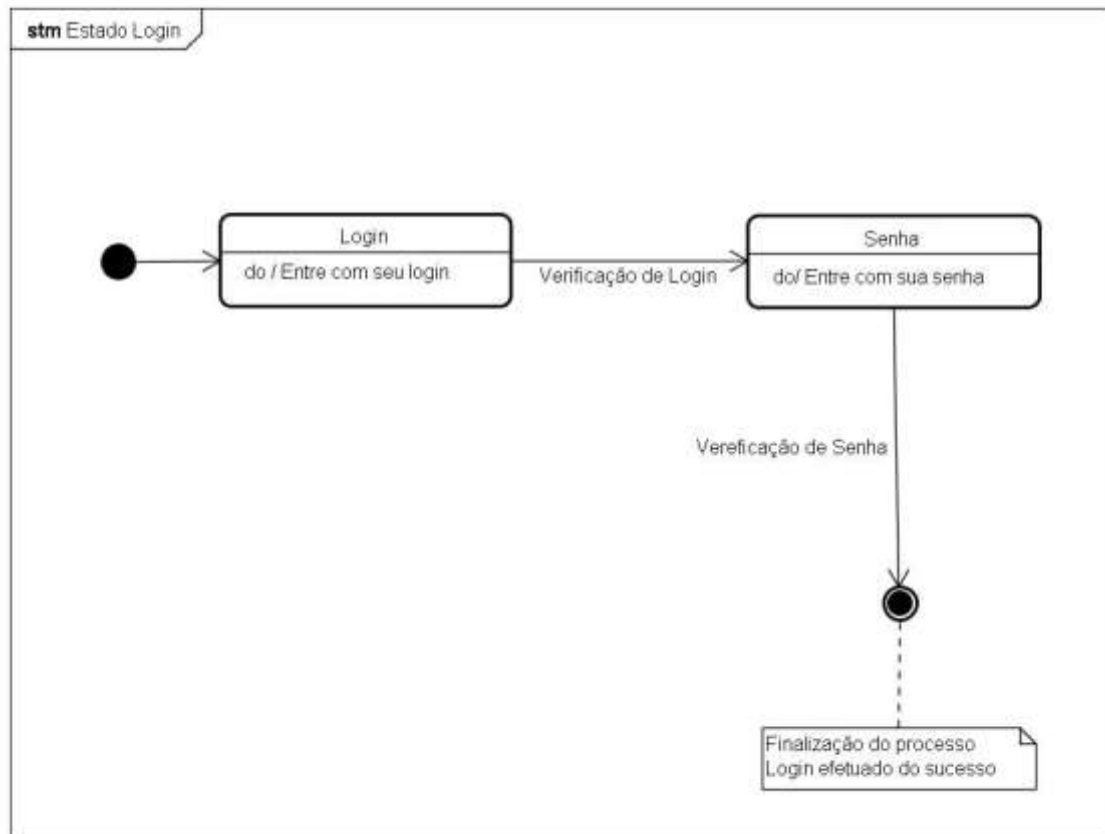 stm Estado Login
Login
do / Entre com seu login
Verificação de Login
Senha
do/ Entre com sua senha
Vereficação de Senha
Finalização do processo
Login efetuado do sucesso